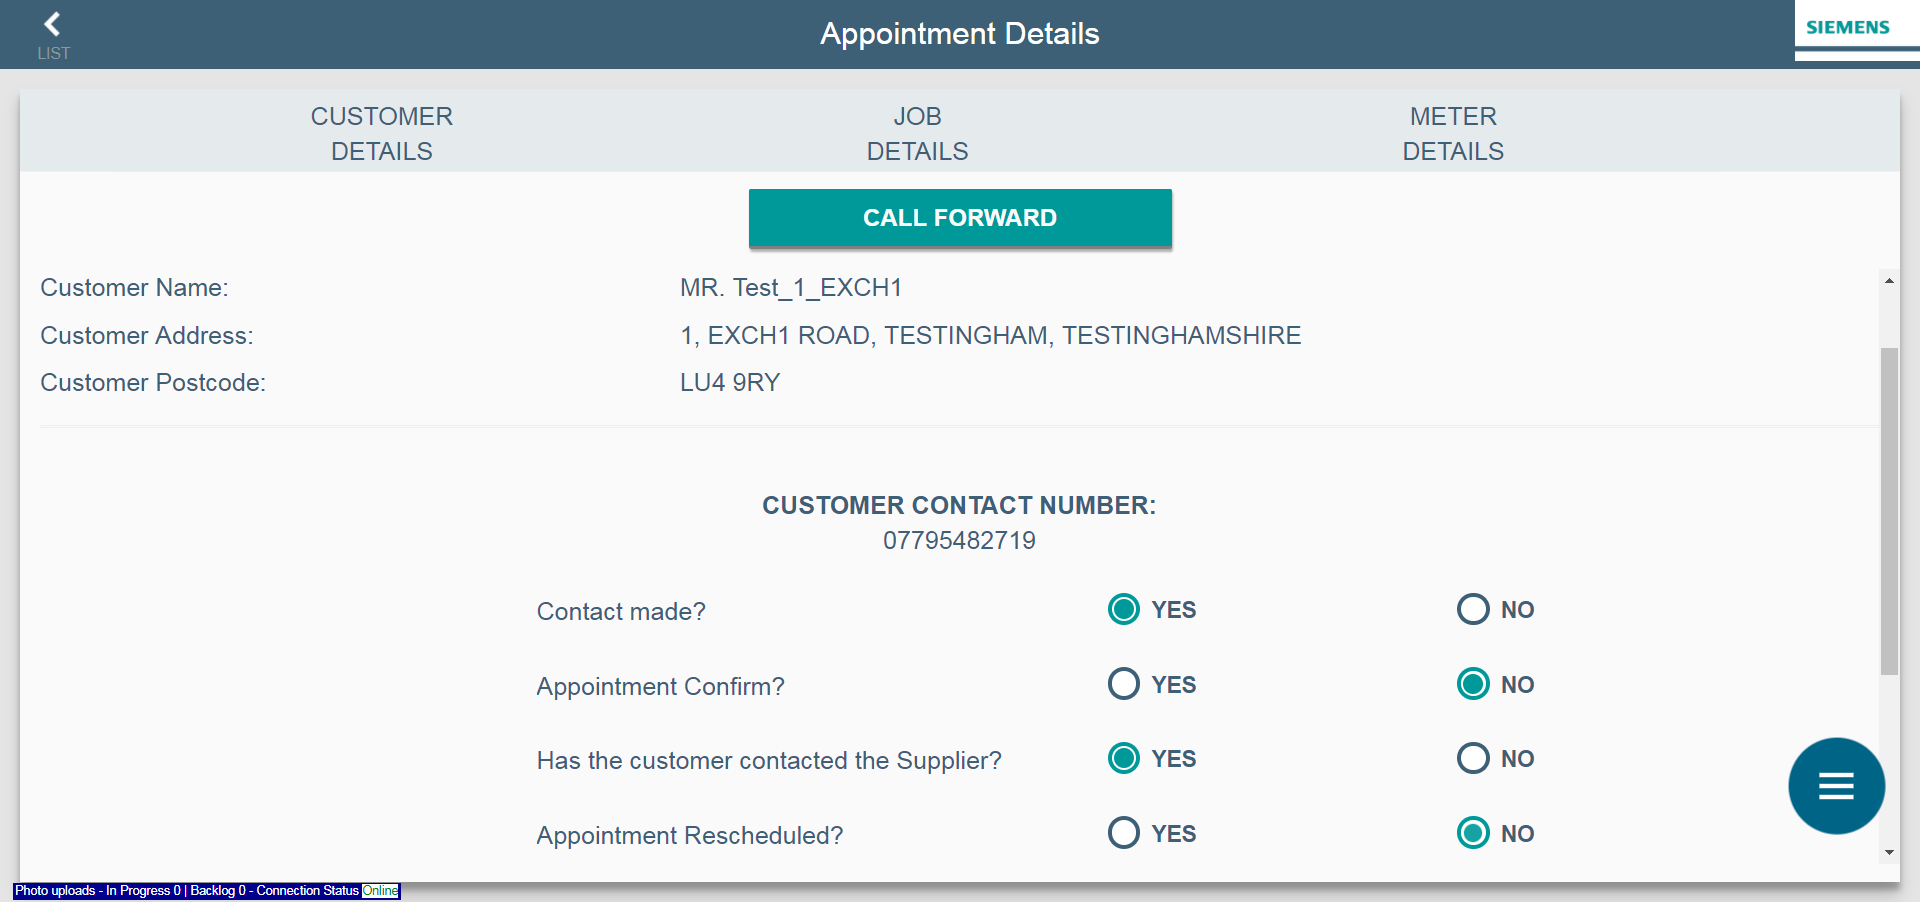 LIST
Appointment Details
SIEMENS
CUSTOMER
DETAILS
JOB
DETAILS
METER
DETAILS
CALL FORWARD
Customer Name: MR. Test_1_EXCH1
Customer Address: 1, EXCH1 ROAD, TESTINGHAM, TESTINGHAMSHIRE
Customer Postcode: LU4 9RY
CUSTOMER CONTACT NUMBER:
07795482719
Contact made? YES NO
Appointment Confirm? YES NO
Has the customer contacted the Supplier? YES NO
Appointment Rescheduled? YES NO
Photo uploads - In Progress 0 | Backlog 0 - Connection Status Online